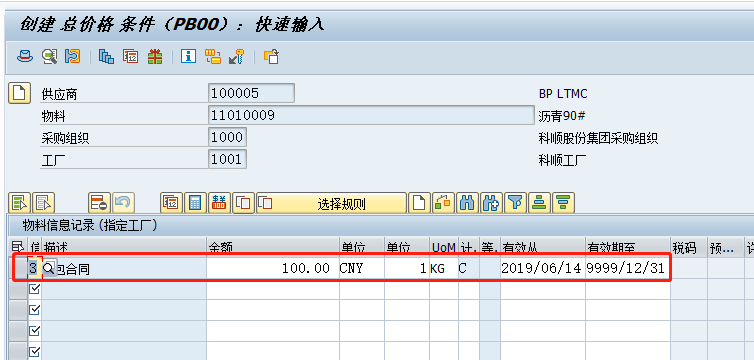 创建 总价格 条件（PB00）：快速输入
供应商 100005 BP LTMC
物料 11010009 沥青90#
采购组织 1000 科顺股份集团采购组织
工厂 1001 科顺工厂
选择规则
物料信息记录（指定工厂）
信 描述 金额 单位 单位 UoM 计. 等. 有效从 有效期至 税码 预...
3 包合同 100.00 CNY 1 KG C 2019/06/14 9999/12/31